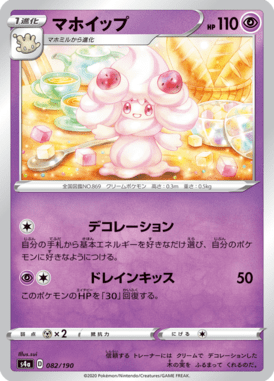 1進化 マホイップ HP 110
マホミルから進化
全国図鑑NO.869 クリームポケモン 高さ:0.3m 重さ:0.5kg
デコレーション
自分の手札から基本エネルギーを好きなだけ選び、自分のポケモンに好きなようにつける。
ドレインキッス 50
このポケモンのHPを「30」回復する。
弱点 ×2 抵抗力 にげる
s4a D 082/190
信頼する トレーナーには クリームで デコレーションした
木の実を ふるまって くれるのだ。
©2020 Pokémon/Nintendo/Creatures/GAME FREAK.